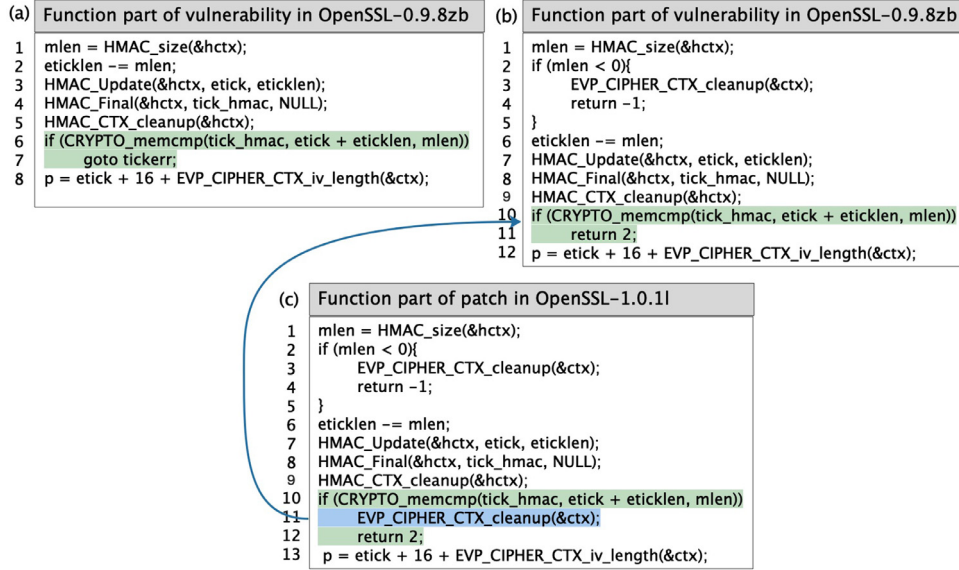 (a) Function part of vulnerability in OpenSSL-0.9.8zb
1 mlen = HMAC_size(&hctx);
2 eticklen -= mlen;
3 HMAC_Update(&hctx, etick, eticklen);
4 HMAC_Final(&hctx, tick_hmac, NULL);
5 HMAC_CTX_cleanup(&hctx);
6 if (CRYPTO_memcmp(tick_hmac, etick + eticklen, mlen))
7 goto tickerr;
8 p = etick + 16 + EVP_CIPHER_CTX_iv_length(&ctx);
(b) Function part of vulnerability in OpenSSL-0.9.8zb
1 mlen = HMAC_size(&hctx);
2 if (mlen < 0){
3 EVP_CIPHER_CTX_cleanup(&ctx);
4 return -1;
5 }
6 eticklen -= mlen;
7 HMAC_Update(&hctx, etick, eticklen);
8 HMAC_Final(&hctx, tick_hmac, NULL);
9 HMAC_CTX_cleanup(&hctx);
10 if (CRYPTO_memcmp(tick_hmac, etick + eticklen, mlen))
11 return 2;
12 p = etick + 16 + EVP_CIPHER_CTX_iv_length(&ctx);
(c) Function part of patch in OpenSSL-1.0.1l
1 mlen = HMAC_size(&hctx);
2 if (mlen < 0){
3 EVP_CIPHER_CTX_cleanup(&ctx);
4 return -1;
5 }
6 eticklen -= mlen;
7 HMAC_Update(&hctx, etick, eticklen);
8 HMAC_Final(&hctx, tick_hmac, NULL);
9 HMAC_CTX_cleanup(&hctx);
10 if (CRYPTO_memcmp(tick_hmac, etick + eticklen, mlen))
11 EVP_CIPHER_CTX_cleanup(&ctx);
12 return 2;
13 p = etick + 16 + EVP_CIPHER_CTX_iv_length(&ctx);